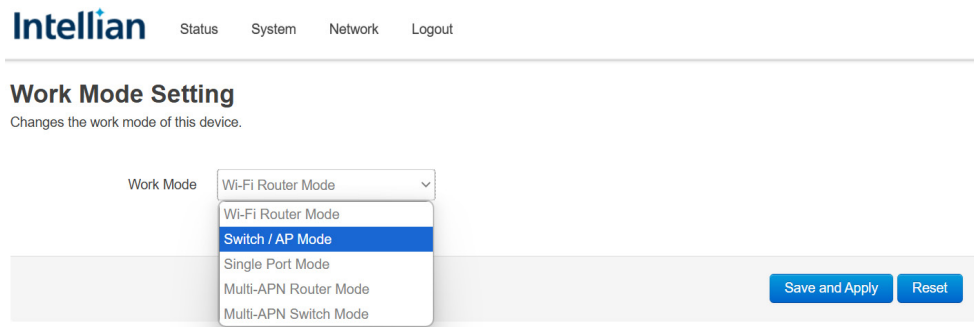 Intellian Status System Network Logout
Work Mode Setting
Changes the work mode of this device.
Work Mode Wi-Fi Router Mode
Wi-Fi Router Mode
Switch / AP Mode
Single Port Mode
Multi-APN Router Mode
Multi-APN Switch Mode
Save and Apply Reset